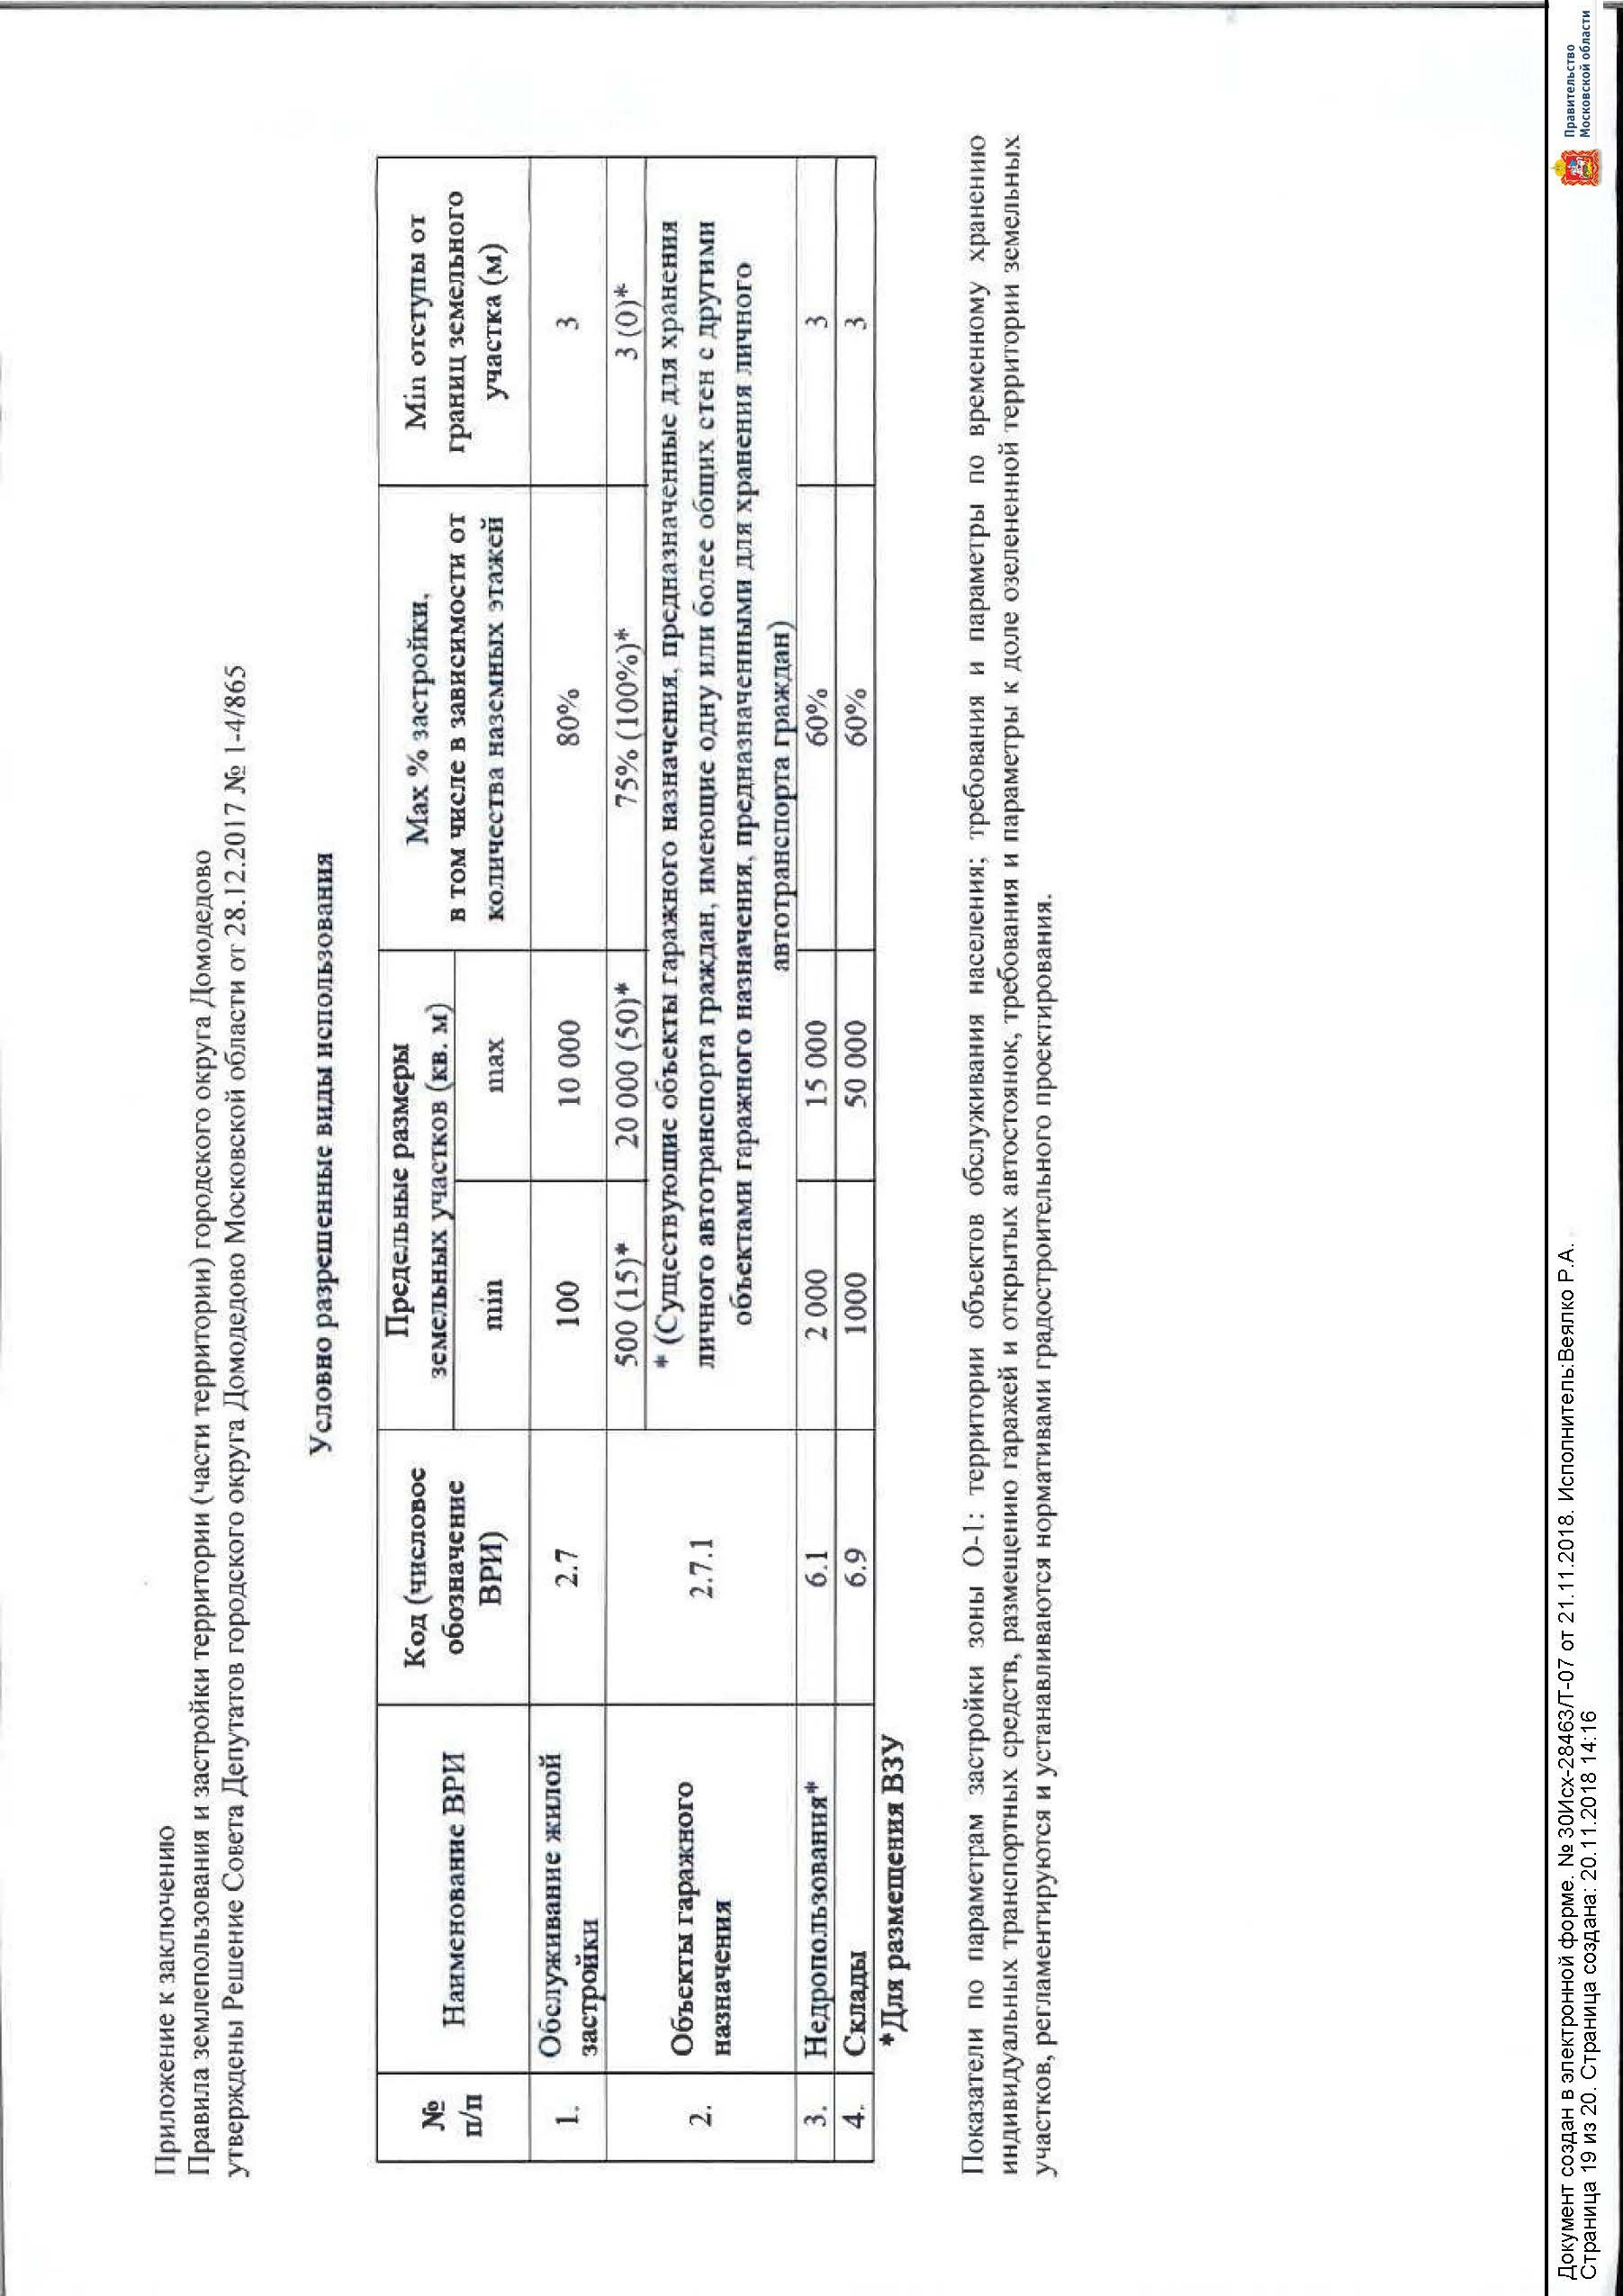 Приложение к заключению
Правила землепользования и застройки территории (части территории) городского округа Домодедово
утверждены Решение Совета Депутатов городского округа Домодедово Московской области от 28.12.2017 № 1-4/865
Условно разрешенные виды использования
№
п/п
Наименование ВРИ
Код (числовое
обозначение
ВРИ)
Предельные размеры
земельных участков (кв. м)
min
max
Max % застройки,
в том числе в зависимости от
количества наземных этажей
Min отступы от
границ земельного
участка (м)
1.
Обслуживание жилой
застройки
2.7
100
10 000
80%
3
2.
Объекты гаражного
назначения
2.7.1
500 (15)*
20 000 (50)*
75% (100%)*
3 (0)*
* (Существующие объекты гаражного назначения, предназначенные для хранения
личного автотранспорта граждан, имеющие одну или более общих стен с другими
объектами гаражного назначения, предназначенными для хранения личного
автотранспорта граждан)
3.
Недропользования*
6.1
2 000
15 000
60%
3
4.
Склады
6.9
1000
50 000
60%
3
*Для размещения ВЗУ
Показатели по параметрам застройки зоны О-1: территории объектов обслуживания населения; требования и параметры по временному хранению
индивидуальных транспортных средств, размещению гаражей и открытых автостоянок, требования и параметры к доле озелененной территории земельных
участков, регламентируются и устанавливаются нормативами градостроительного проектирования.
Документ создан в электронной форме. № 30Исх-28463/Т-07 от 21.11.2018. Исполнитель:Веялко Р.А.
Страница 19 из 20. Страница создана: 20.11.2018 14:16
Правительство
Московской области